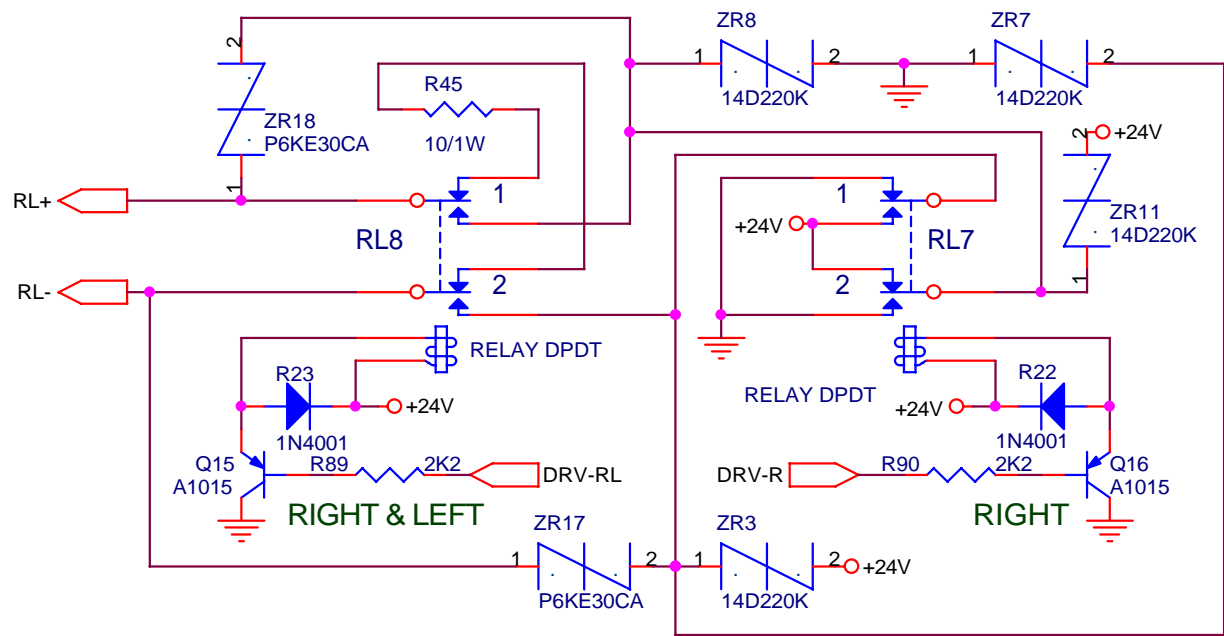 ZR8
ZR7
2
1
2
1
2
14D220K
14D220K
R45
10/1W
ZR18
P6KE30CA
1
2
+24V
ZR11
14D220K
1
RL+
1
1
+24V
RL8
RL7
RL-
2
2
RELAY DPDT
RELAY DPDT
R23
+24V
1N4001
R22
+24V
1N4001
Q15
A1015
R89
2K2
DRV-RL
DRV-R
R90
2K2
Q16
A1015
RIGHT & LEFT
RIGHT
ZR17
ZR3
1
2
1
2
+24V
P6KE30CA
14D220K